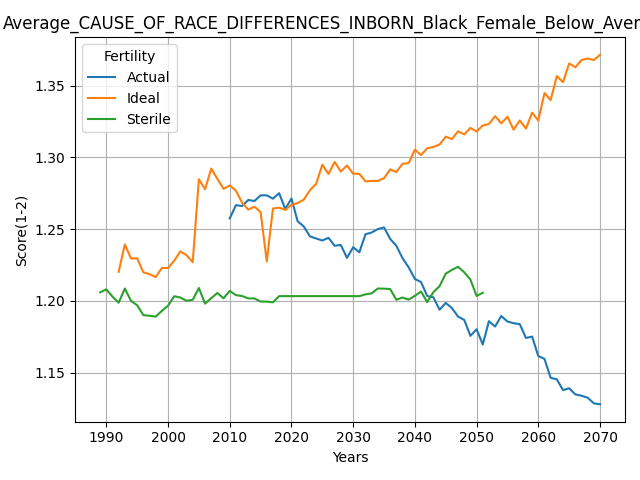 Average_CAUSE_OF_RACE_DIFFERENCES_INBORN_Black_Female_Below_Aver
Fertility
Actual
Ideal
Sterile
Score(1-2)
1.35
1.30
1.25
1.20
1.15
1990 2000 2010 2020 2030 2040 2050 2060 2070
Years